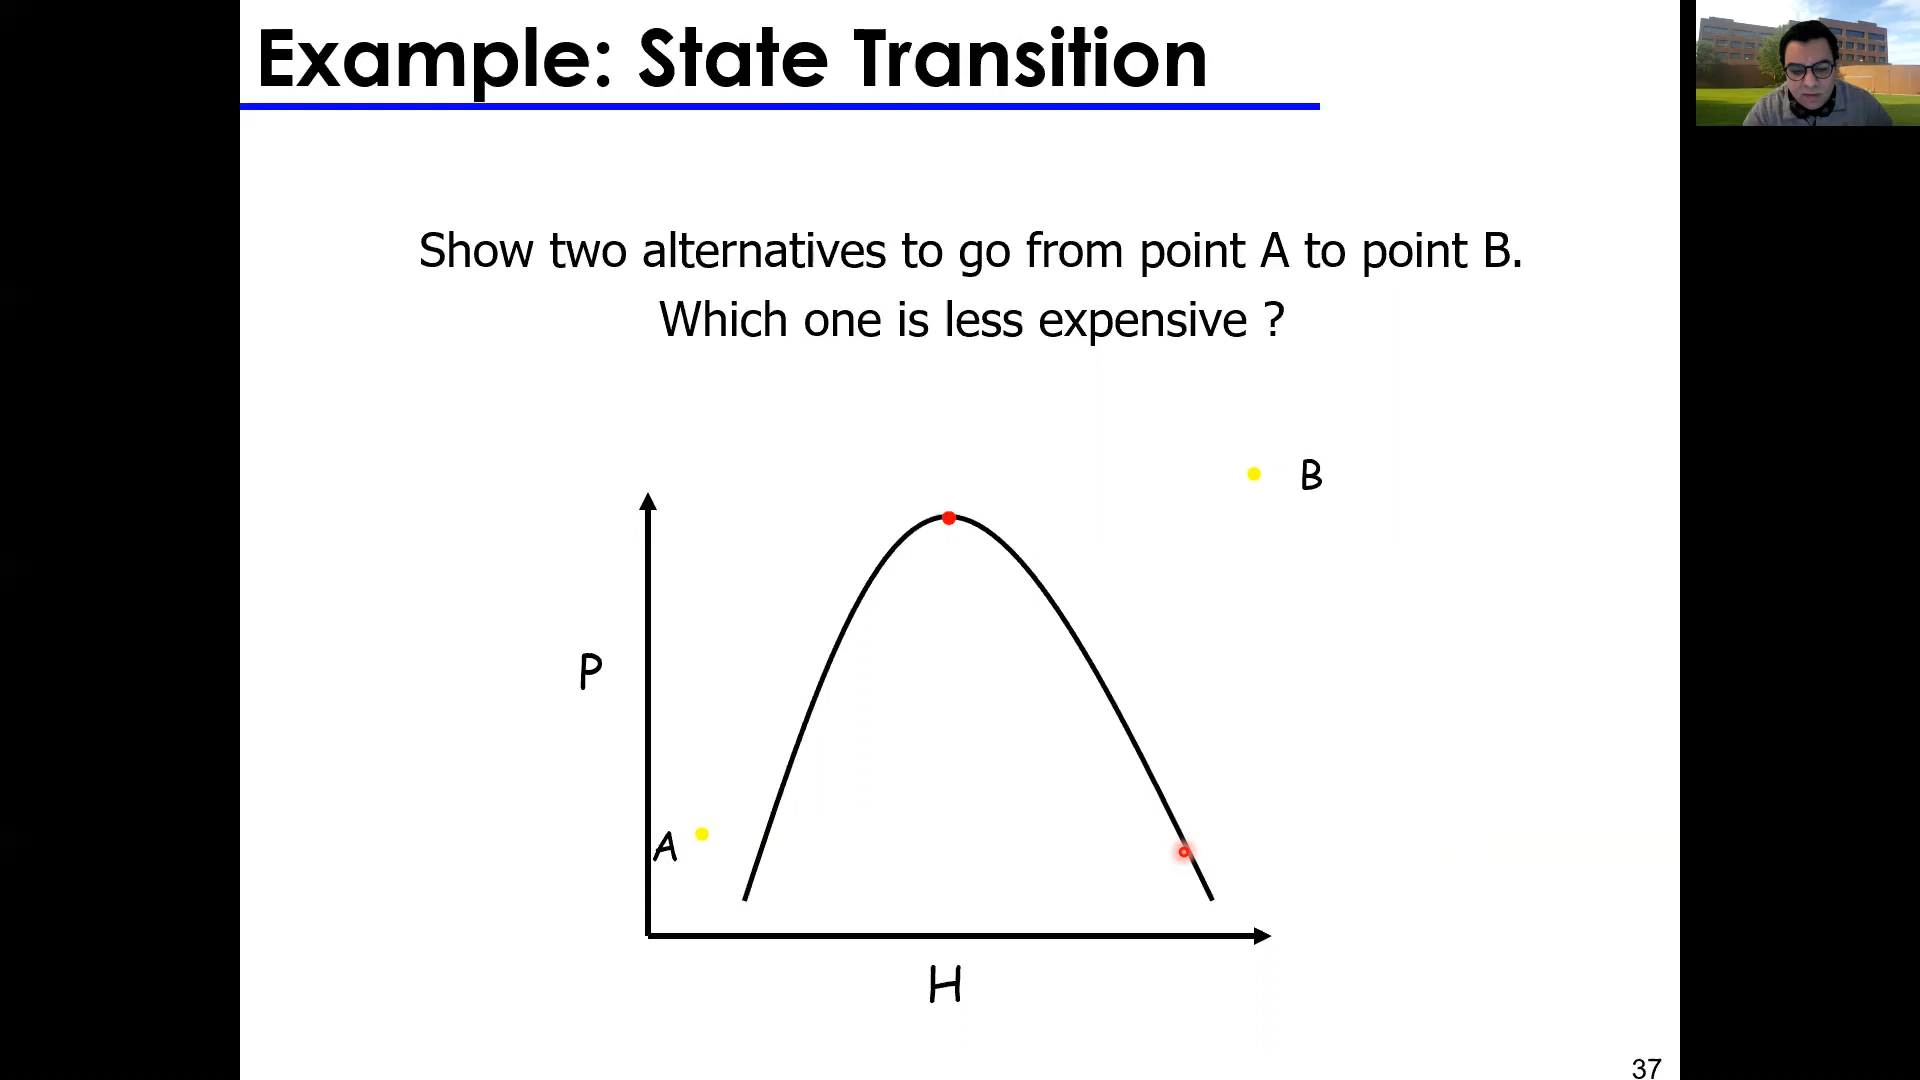 Example: State Transition
Show two alternatives to go from point A to point B.
Which one is less expensive ?
B
P
A
H
37